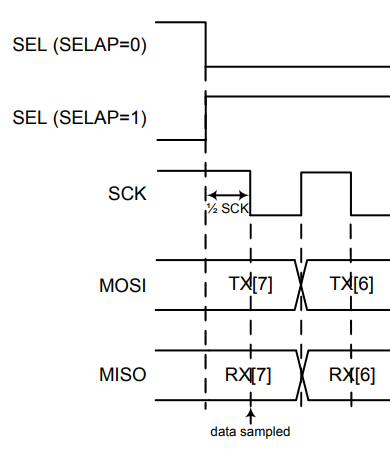 SEL (SELAP=0)
SEL (SELAP=1)
SCK
½ SCK
MOSI
TX[7]
TX[6]
MISO
RX[7]
RX[6]
data sampled